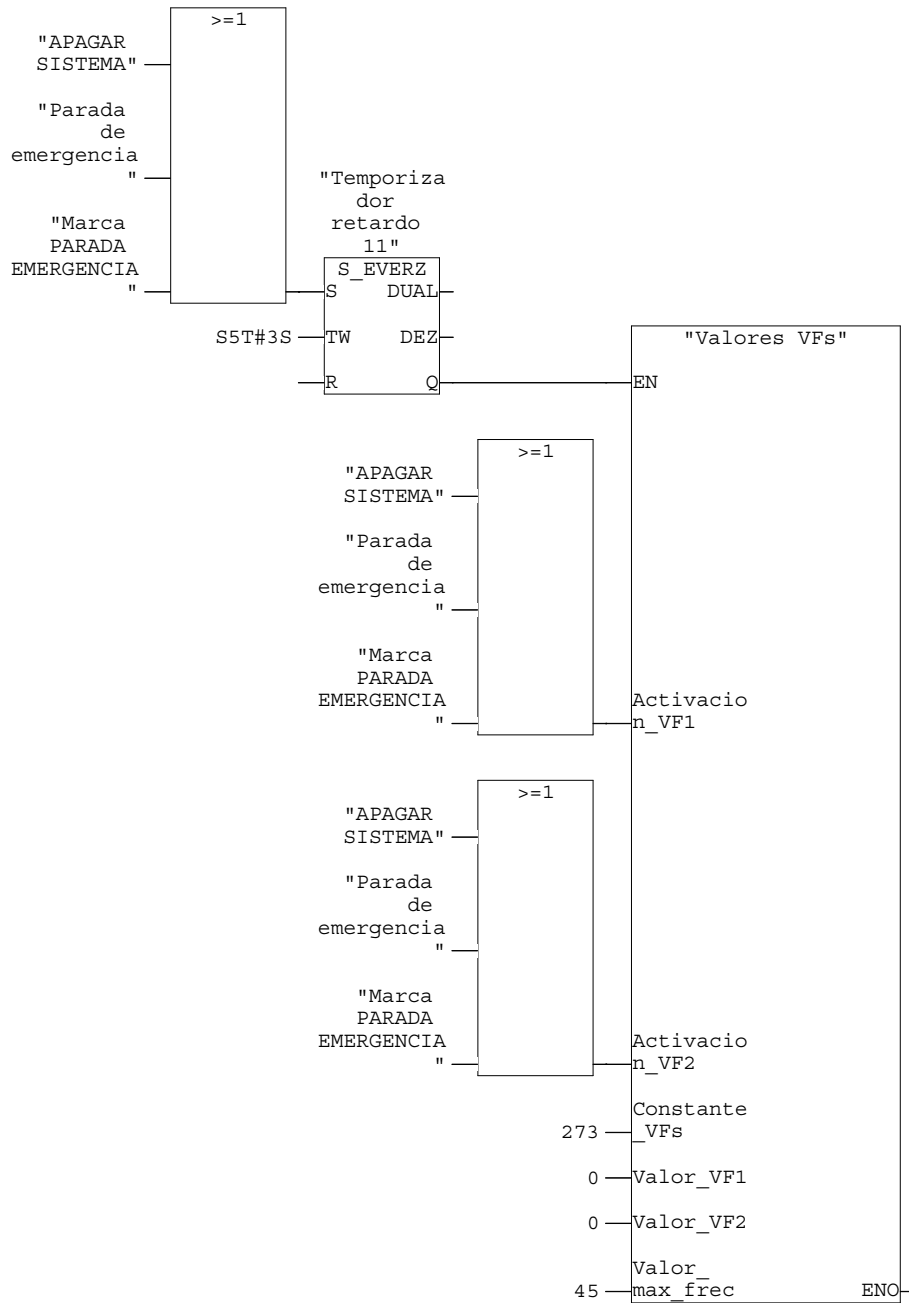 >=1
"APAGAR
SISTEMA"
"Parada
de
emergencia
"
"Marca
PARADA
EMERGENCIA
"
"Temporiza
dor
retardo
11"
S_EVERZ
S DUAL
S5T#3S TW DEZ
R Q
"Valores VFs"
EN
>=1
"APAGAR
SISTEMA"
"Parada
de
emergencia
"
"Marca
PARADA
EMERGENCIA
"
Activacio
n_VF1
>=1
"APAGAR
SISTEMA"
"Parada
de
emergencia
"
"Marca
PARADA
EMERGENCIA
"
Activacio
n_VF2
Constante
273 _VFs
0 Valor_VF1
0 Valor_VF2
Valor_
45 max_frec ENO